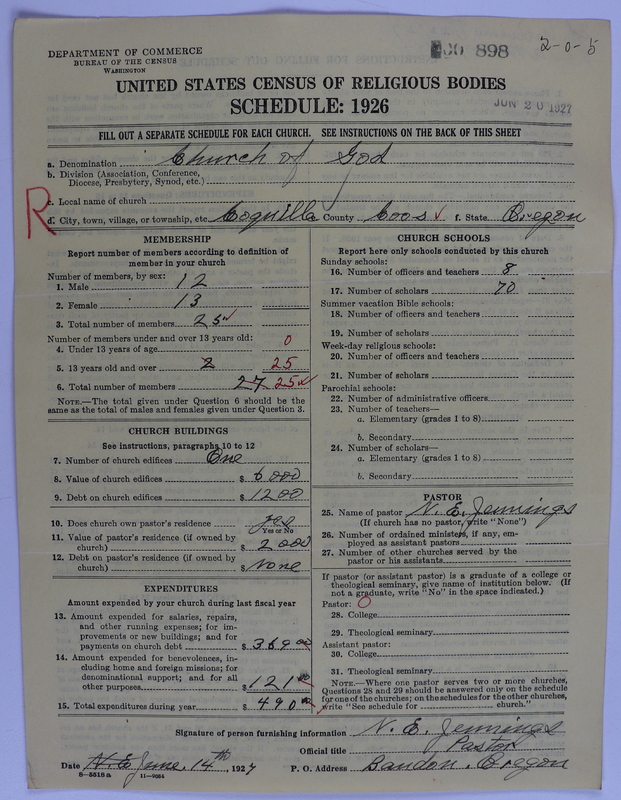 DEPARTMENT OF COMMERCE
BUREAU OF THE CENSUS
WASHINGTON
898
2-0-5
UNITED STATES CENSUS OF RELIGIOUS BODIES
SCHEDULE: 1926
JUN 20 1927
FILL OUT A SEPARATE SCHEDULE FOR EACH CHURCH. SEE INSTRUCTIONS ON THE BACK OF THIS SHEET
a. Denomination Church of God
b. Division (Association, Conference,
Diocese, Presbytery, Synod, etc.)
R
c. Local name of church
d. City, town, village, or township, etc. Coquille County Coos ✓ f. State Oregon
MEMBERSHIP
Report number of members according to definition of
member in your church
Number of members, by sex:
1. Male 12
2. Female 13
3. Total number of members 25 ✓
Number of members under and over 13 years old:
4. Under 13 years of age 0
5. 13 years old and over 2 25
6. Total number of members 27 25 ✓
NOTE.—The total given under Question 6 should be
same as the total of males and females given under Question 3.
CHURCH BUILDINGS
See instructions, paragraphs 10 to 12
7. Number of church edifices One
8. Value of church edifices $ 6000
9. Debt on church edifices $ 1200
10. Does church own pastor's residence yes
Yes or No
11. Value of pastor's residence (if owned by
church) $ 2000
12. Debt on pastor's residence (if owned by
church) $ None
EXPENDITURES
Amount expended by your church during last fiscal year
13. Amount expended for salaries, repairs,
and other running expenses; for im-
provements or new buildings; and for
payments on church debt $ 369 00
14. Amount expended for benevolences, in-
cluding home and foreign missions; for
denominational support; and for all
other purposes $ 121 00
15. Total expenditures during year $ 490 00
CHURCH SCHOOLS
Report here only schools conducted by this church
Sunday schools:
16. Number of officers and teachers 8
17. Number of scholars 70
Summer vacation Bible schools:
18. Number of officers and teachers
19. Number of scholars
Week-day religious schools:
20. Number of officers and teachers
21. Number of scholars
Parochial schools:
22. Number of administrative officers
23. Number of teachers—
a. Elementary (grades 1 to 8)
b. Secondary
24. Number of scholars—
a. Elementary (grades 1 to 8)
b. Secondary
PASTOR
25. Name of pastor N. E. Jennings
(If church has no pastor, write "None")
26. Number of ordained ministers, if any, em-
ployed as assistant pastors
27. Number of other churches served by the
pastor or his assistants
If pastor (or assistant pastor) is a graduate of a college or
theological seminary, give name of institution below. (If
not a graduate, write "No" in the space indicated.)
Pastor: O
28. College
29. Theological seminary
Assistant pastor:
30. College
31. Theological seminary
NOTE.—Where one pastor serves two or more churches,
Questions 28 and 29 should be answered only on the schedule
for one of the churches; on the schedules for the other churches,
write "See schedule for church."
Signature of person furnishing information N. E. Jennings
Official title Pastor
Date N. E. June. 14th, 1927 P. O. Address Bandon. Oregon
8-5518a 11-9054